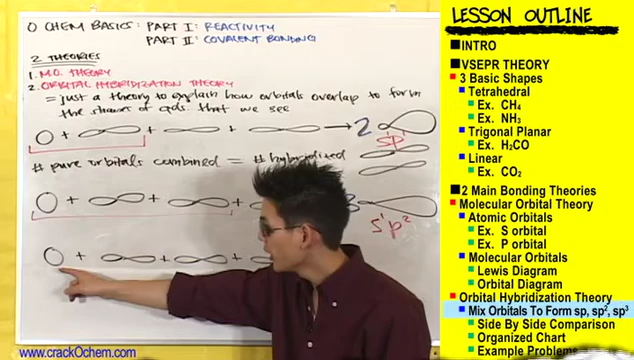 O CHEM BASICS: PART I: REACTIVITY
PART II: COVALENT BONDING
2 THEORIES
1. M.O. THEORY
2. ORBITAL HYBRIDIZATION THEORY
= just a theory to explain how orbitals overlap to form
the shapes of cpds. that we see
+ + + → 2
sp
# pure orbitals combined = # hybridized
+ + +
s¹p²
+ + +
www.crackOchem.com
LESSON OUTLINE
INTRO
VSEPR THEORY
3 Basic Shapes
Tetrahedral
Ex. CH₄
Ex. NH₃
Trigonal Planar
Ex. H₂CO
Linear
Ex. CO₂
2 Main Bonding Theories
Molecular Orbital Theory
Atomic Orbitals
Ex. S orbital
Ex. P orbital
Molecular Orbitals
Lewis Diagram
Orbital Diagram
Orbital Hybridization Theory
Mix Orbitals To Form sp, sp², sp³
Side By Side Comparison
Organized Chart
Example Problems